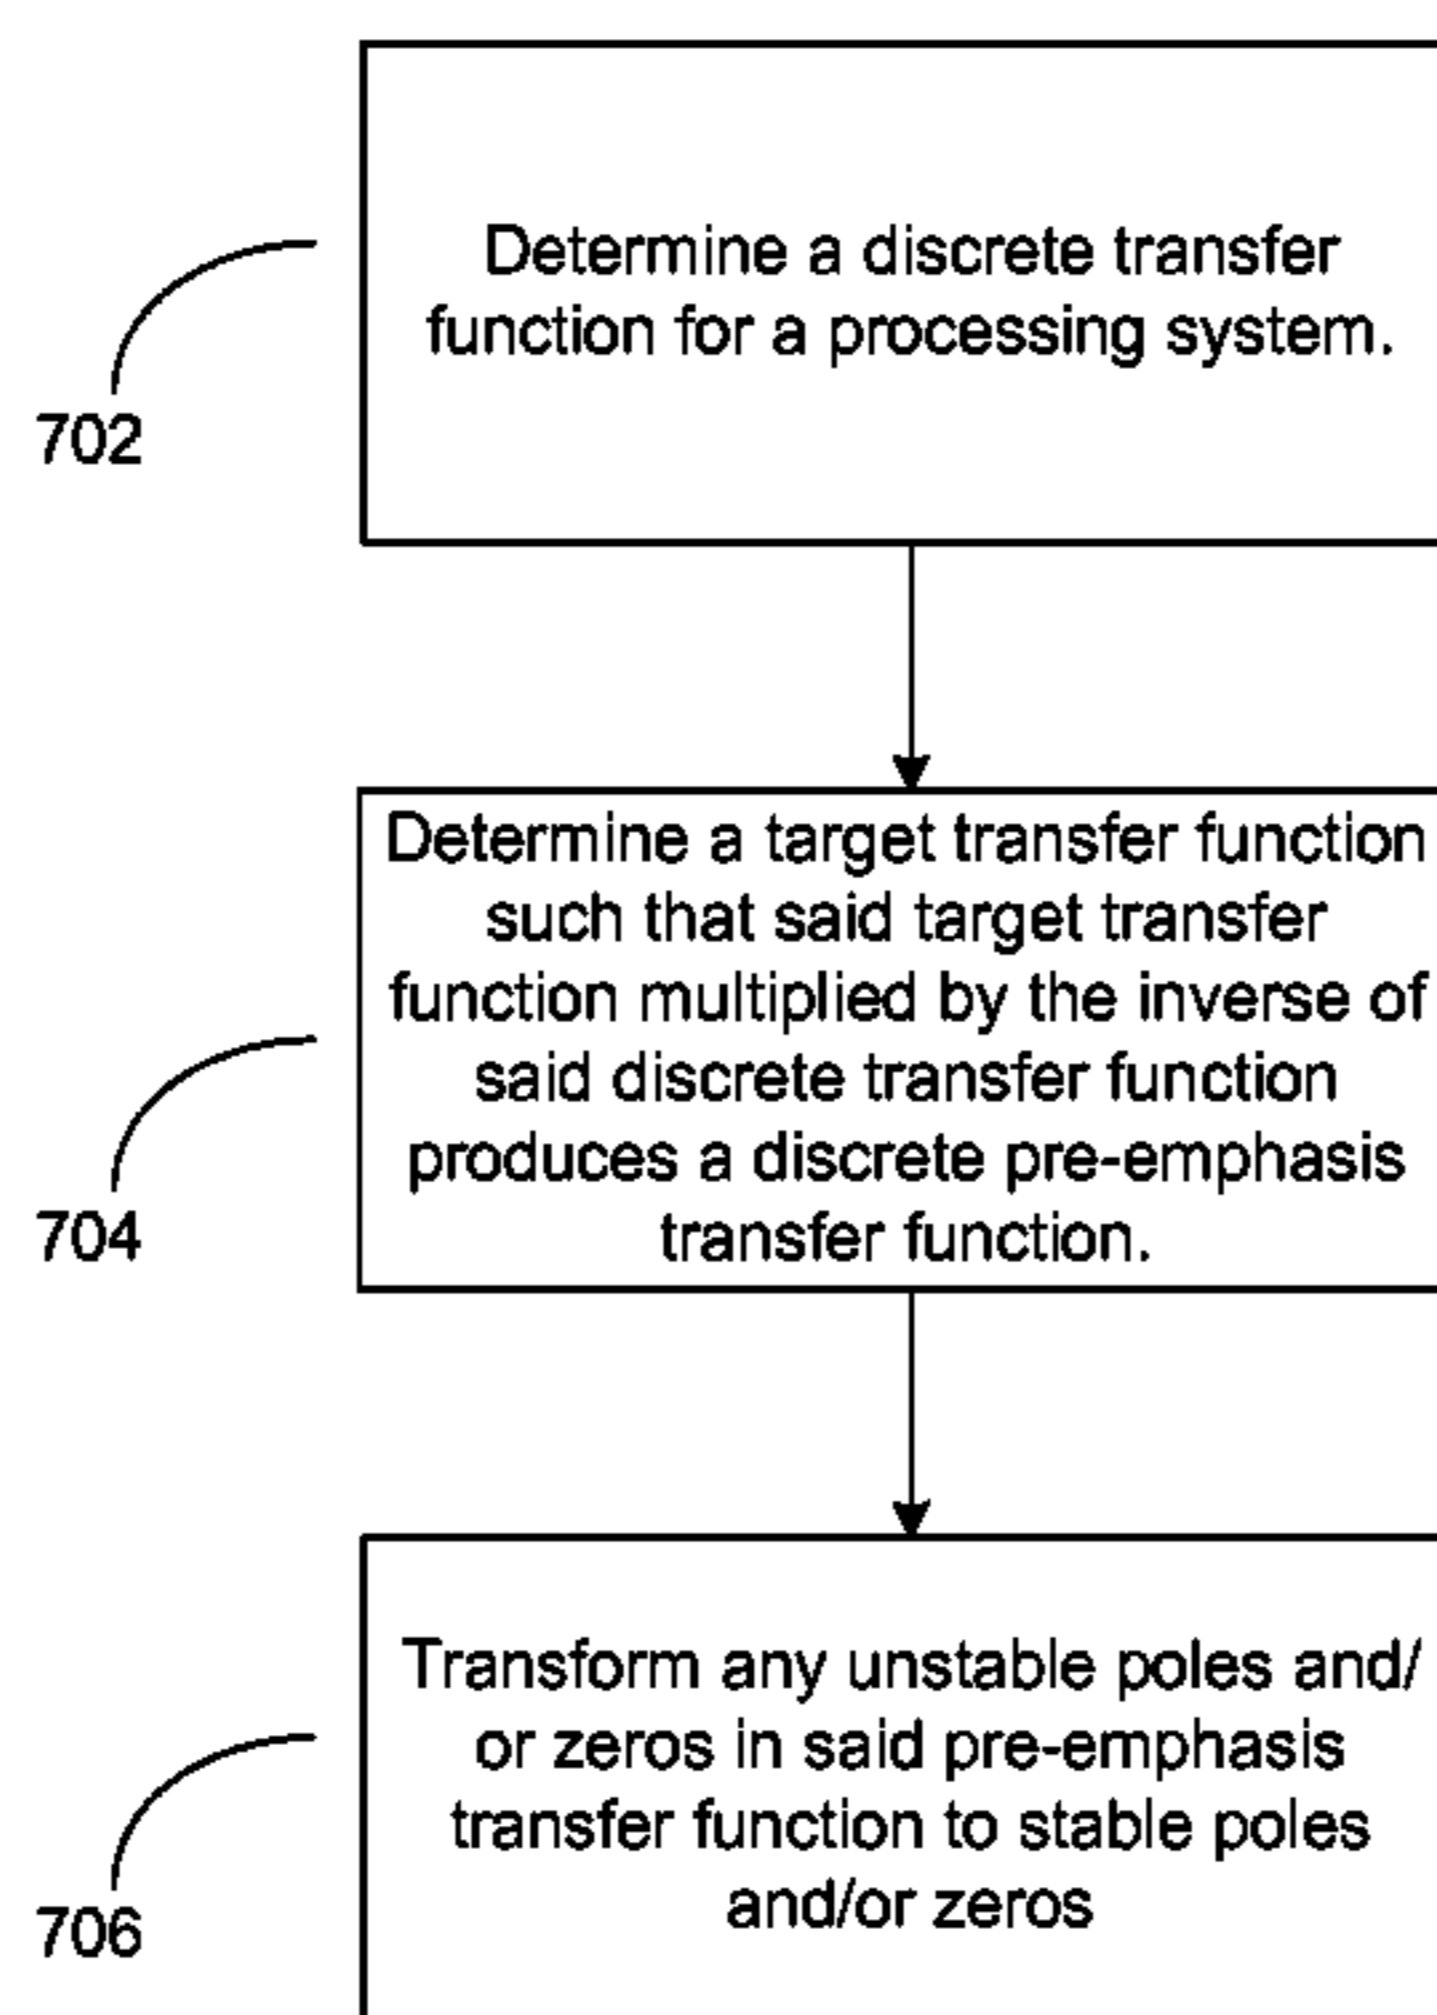 Determine a discrete transfer
function for a processing system.
702
Determine a target transfer function
such that said target transfer
function multiplied by the inverse of
said discrete transfer function
produces a discrete pre-emphasis
transfer function.
704
Transform any unstable poles and/
or zeros in said pre-emphasis
transfer function to stable poles
and/or zeros
706